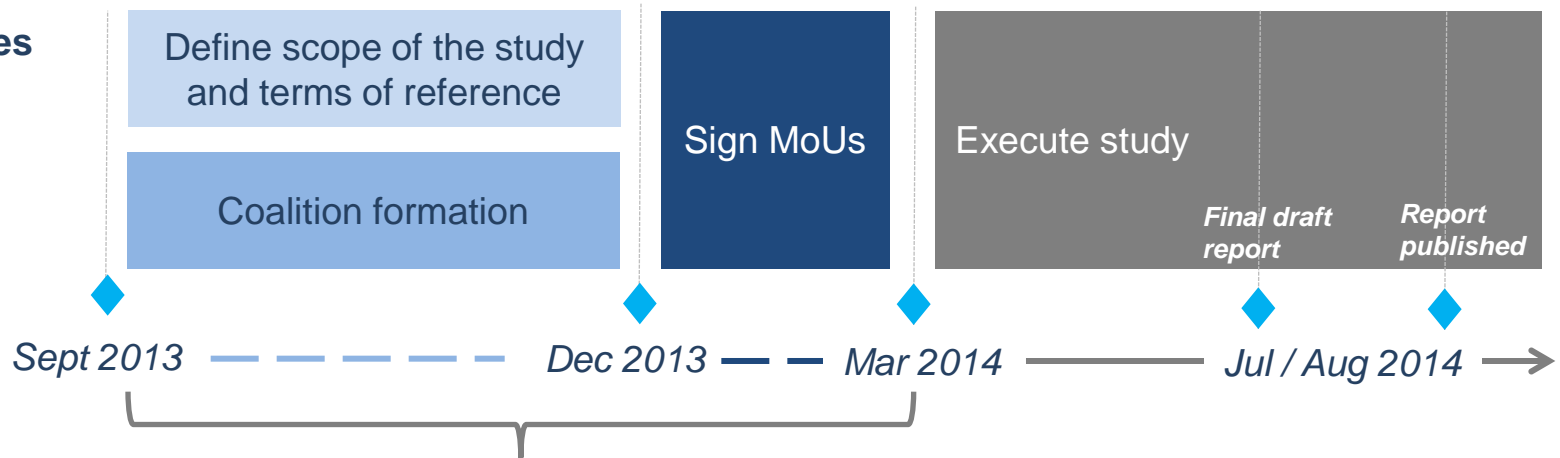 es
Define scope of the study
and terms of reference
Coalition formation
Sign MoUs
Execute study
Final draft
report
Report
published
Sept 2013
Dec 2013
Mar 2014
Jul / Aug 2014